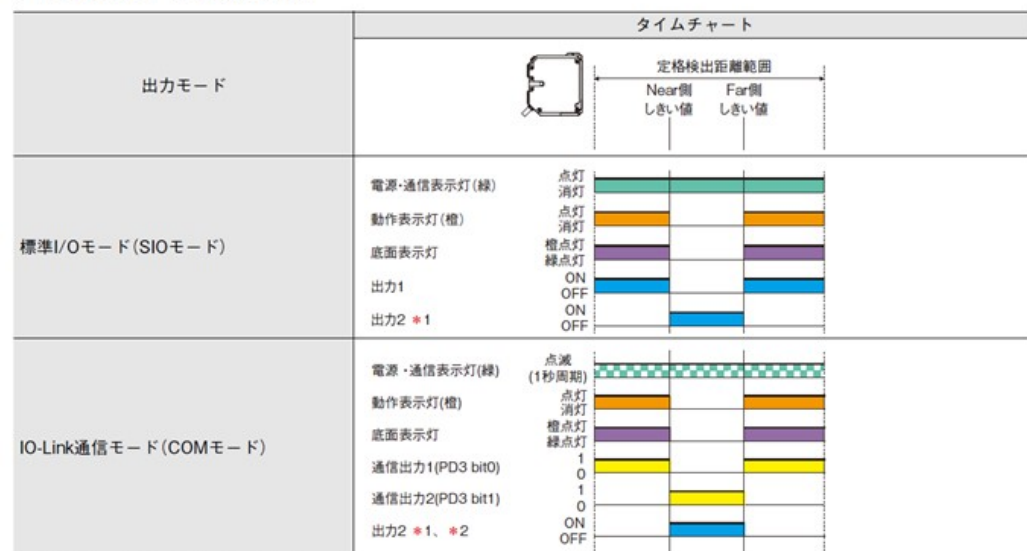 タイムチャート
出力モード
定格検出距離範囲
Near側 Far側
しきい値 しきい値
標準I/Oモード(SIOモード)
電源・通信表示灯(緑) 点灯
消灯
動作表示灯(橙) 点灯
消灯
底面表示灯 橙点灯
緑点灯
出力1 ON
OFF
出力2 *1 ON
OFF
IO-Link通信モード(COMモード)
電源・通信表示灯(緑) 点滅
(1秒周期)
動作表示灯(橙) 点灯
消灯
底面表示灯 橙点灯
緑点灯
通信出力1(PD3 bit0) 1
0
通信出力2(PD3 bit1) 1
0
出力2 *1、*2 ON
OFF